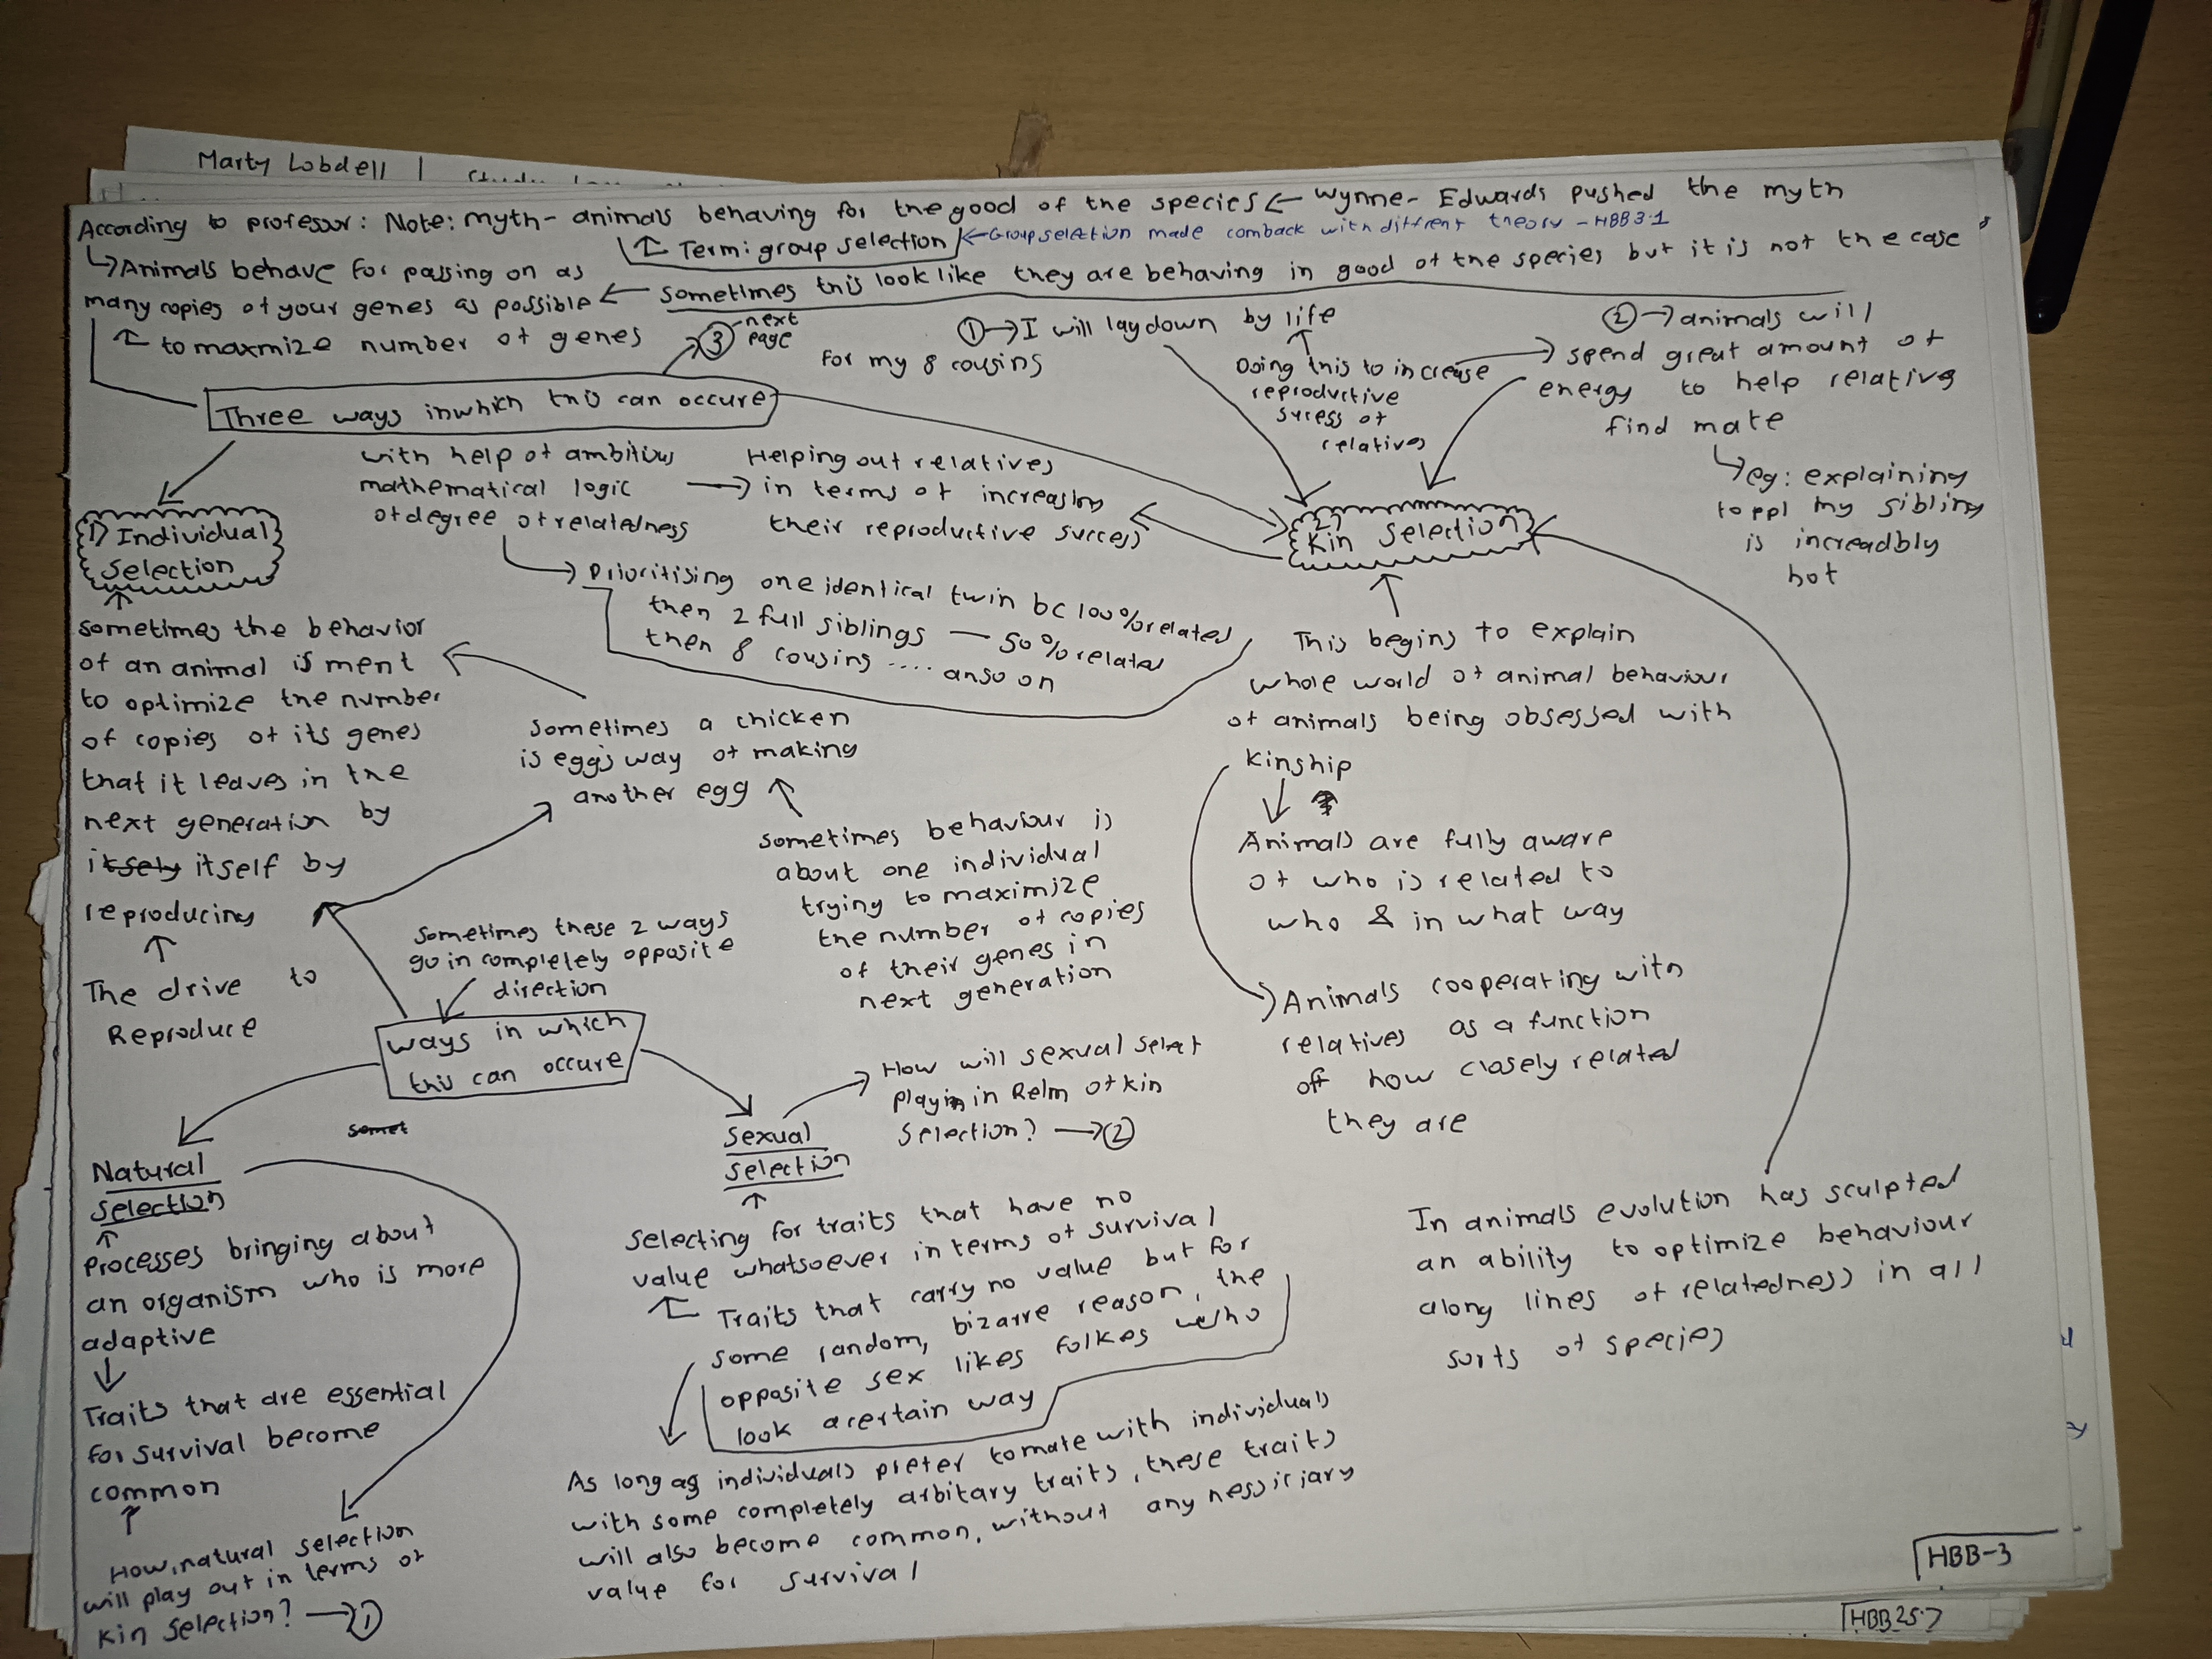 Marty Lobdell |
According to professor: Note: myth- animals behaving for the good of the species ← Wynne- Edwards pushed the myth
↑ Term: group selection ← Group seletion made comback with diffrent theory - HBB3.1
↳ Animals behave for passing on as
many copies of your genes as possible ← sometimes this look like they are behaving in good of the species but it is not the case
↑ to maxmize number of genes
③ next
page
Three ways inwhich this can occure
① → I will lay down by life
for my 8 cousins
Doing this to increase
reproductive
sucess of
relatives
② → animals will
spend great amount of
energy to help relatives
find mate
↳ eg: explaining
to ppl my sibling
is increadbly
hot
1) Individual
Selection
with help of ambitius
mathematical logic
of degree of relatedness
→ Helping out relatives
in terms of increasing
their reproductive success
2)
Kin Selection
→ Prioritising one identical twin bc 100% related
then 2 full siblings — 50% related
then 8 cousins .... anso on
sometimes the behavior
of an animal is ment
to optimize the number
of copies of its genes
that it leaves in the
next generation by
itsely itself by
reproducing
↑
The drive to
Reproduce
sometimes a chicken
is eggs way of making
another egg
sometimes behaviour is
about one individual
trying to maximize
the number of copies
of their genes in
next generation
This begins to explain
whole world of animal behaviour
of animals being obsessed with
kinship
Animals are fully aware
of who is related to
who & in what way
→ Animals cooperating with
relatives as a function
off how closely related
they are
sometimes these 2 ways
go in completely opposite
direction
ways in which
this can occure
somet
Natural
Selection
↑
Processes bringing about
an organism who is more
adaptive
↓
Traits that are essential
for survival become
common
↑
How, natural selection
will play out in terms of
kin selection? → ①
Sexual
Selection
→ How will sexual selet
play in Relm of kin
Selection? → ②
Selecting for traits that have no
value whatsoever in terms of survival
↑ Traits that carry no value but for
some random, bizarre reason, the
opposite sex likes folkes who
look acertain way
As long as individuals prefer to mate with individuals
with some completely arbitary traits, these traits
will also become common, without any nessiciary
value for survival
In animals evolution has sculpted
an ability to optimize behaviour
along lines of relatedness in all
sorts of species
HBB-3
HBB 25.7